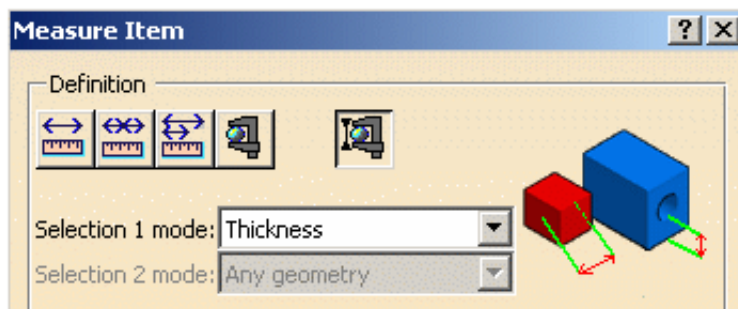 Measure Item
Definition
Selection 1 mode: Thickness
Selection 2 mode: Any geometry